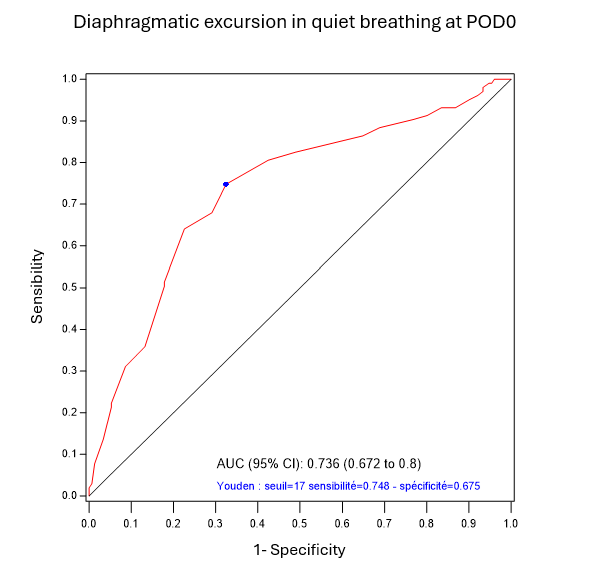 Diaphragmatic excursion in quiet breathing at POD0
1.0
0.9
0.8
0.7
0.6
0.5
0.4
0.3
0.2
0.1
0.0
Sensibility
AUC (95% CI): 0.736 (0.672 to 0.8)
Youden : seuil=17 sensibilité=0.748 - spécificité=0.675
0.0 0.1 0.2 0.3 0.4 0.5 0.6 0.7 0.8 0.9 1.0
1- Specificity